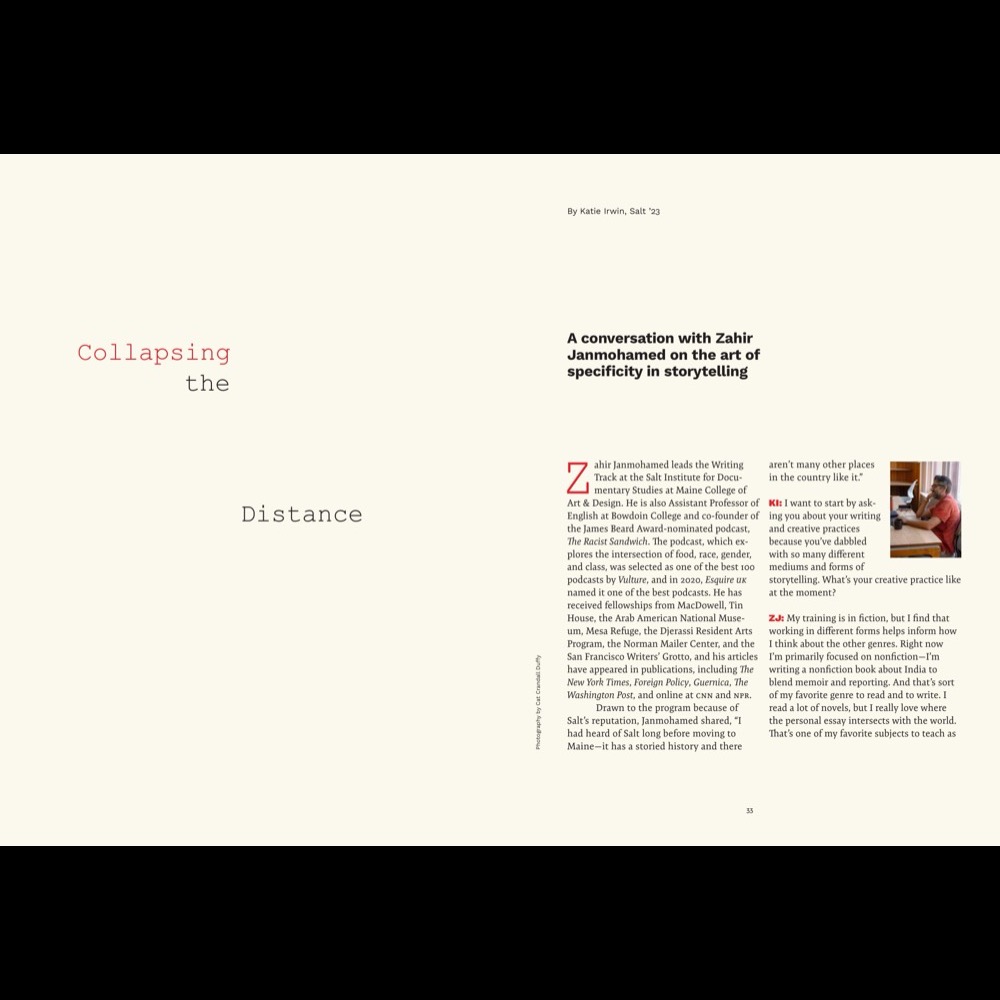 Collapsing
the
Distance
By Katie Irwin, Salt ’23
A conversation with Zahir
Janmohamed on the art of
specificity in storytelling
Zahir Janmohamed leads the Writing
Track at the Salt Institute for Docu-
mentary Studies at Maine College of
Art & Design. He is also Assistant Professor of
English at Bowdoin College and co-founder of
the James Beard Award-nominated podcast,
The Racist Sandwich. The podcast, which ex-
plores the intersection of food, race, gender,
and class, was selected as one of the best 100
podcasts by Vulture, and in 2020, Esquire UK
named it one of the best podcasts. He has
received fellowships from MacDowell, Tin
House, the Arab American National Muse-
um, Mesa Refuge, the Djerassi Resident Arts
Program, the Norman Mailer Center, and the
San Francisco Writers’ Grotto, and his articles
have appeared in publications, including The
New York Times, Foreign Policy, Guernica, The
Washington Post, and online at CNN and NPR.
Drawn to the program because of
Salt’s reputation, Janmohamed shared, “I
had heard of Salt long before moving to
Maine—it has a storied history and there
aren’t many other places
in the country like it.”
KI: I want to start by ask-
ing you about your writing
and creative practices
because you’ve dabbled
with so many different
mediums and forms of
storytelling. What’s your creative practice like
at the moment?
ZJ: My training is in fiction, but I find that
working in different forms helps inform how
I think about the other genres. Right now
I’m primarily focused on nonfiction—I’m
writing a nonfiction book about India to
blend memoir and reporting. And that’s sort
of my favorite genre to read and to write. I
read a lot of novels, but I really love where
the personal essay intersects with the world.
That’s one of my favorite subjects to teach as
Photography by Cat Crandall Duffy
33